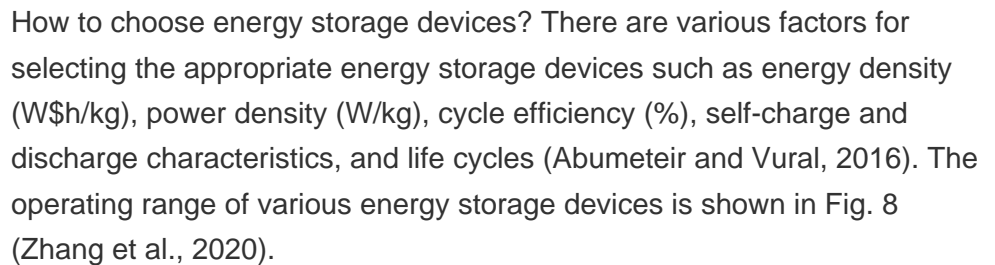 How to choose energy storage devices? There are various factors for
selecting the appropriate energy storage devices such as energy density
(W$h/kg), power density (W/kg), cycle efficiency (%), self-charge and
discharge characteristics, and life cycles (Abumeteir and Vural, 2016). The
operating range of various energy storage devices is shown in Fig. 8
(Zhang et al., 2020).